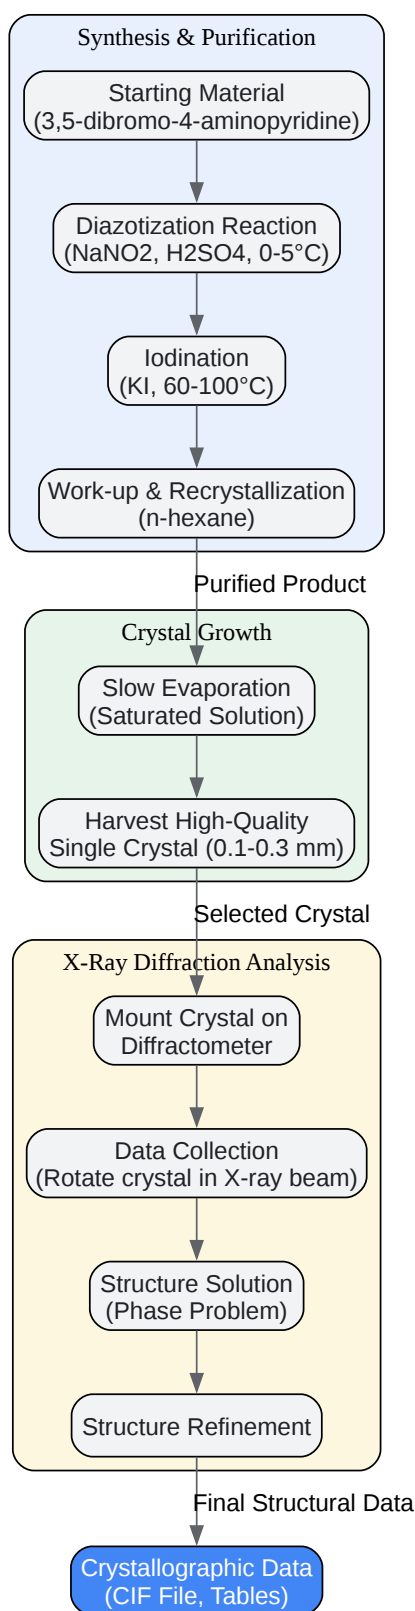 Synthesis & Purification
Starting Material
(3,5-dibromo-4-aminopyridine)
Diazotization Reaction
(NaNO2, H2SO4, 0-5°C)
Iodination
(KI, 60-100°C)
Work-up & Recrystallization
(n-hexane)
Purified Product
Crystal Growth
Slow Evaporation
(Saturated Solution)
Harvest High-Quality
Single Crystal (0.1-0.3 mm)
Selected Crystal
X-Ray Diffraction Analysis
Mount Crystal on
Diffractometer
Data Collection
(Rotate crystal in X-ray beam)
Structure Solution
(Phase Problem)
Structure Refinement
Final Structural Data
Crystallographic Data
(CIF File, Tables)